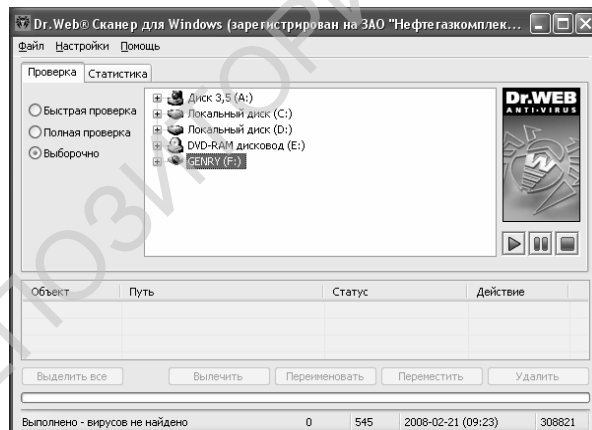 Dr.Web® Сканер для Windows (зарегистрирован на ЗАО "Нефтегазкомплек...
Файл Настройки Помощь
Проверка Статистика
Быстрая проверка
Полная проверка
Выборочно
Диск 3,5 (A:)
Локальный диск (C:)
Локальный диск (D:)
DVD-RAM дисковод (E:)
GENRY (F:)
Dr.WEB
ANTI-VIRUS
Объект Путь Статус Действие
Выделить все Вылечить Переименовать Переместить Удалить
Выполнено - вирусов не найдено 0 545 2008-02-21 (09:23) 308821